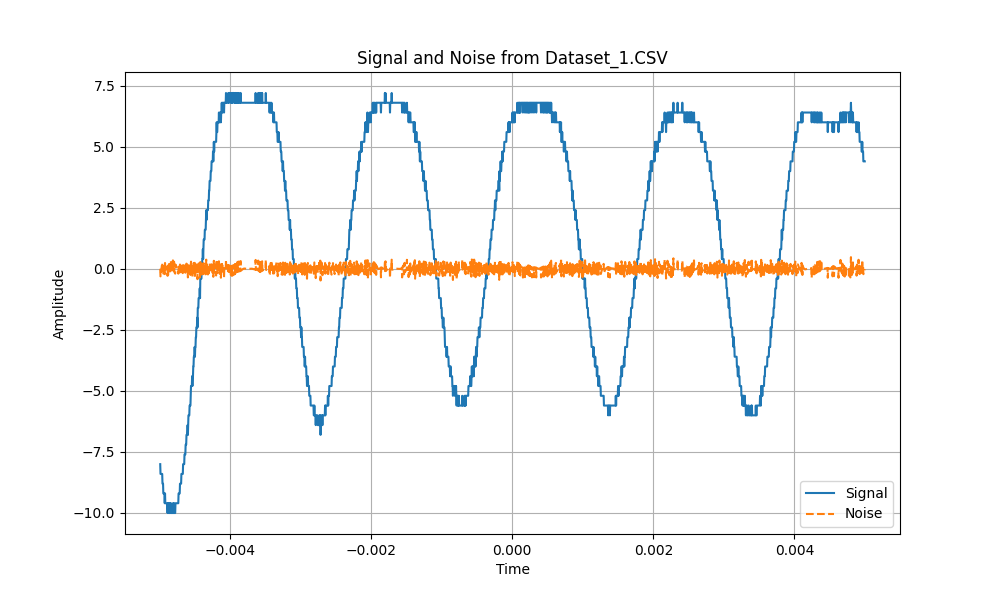 Signal and Noise from Dataset_1.CSV
7.5
5.0
2.5
0.0
−2.5
−5.0
−7.5
−10.0
Amplitude
−0.004
−0.002
0.000
0.002
0.004
Time
Signal
Noise